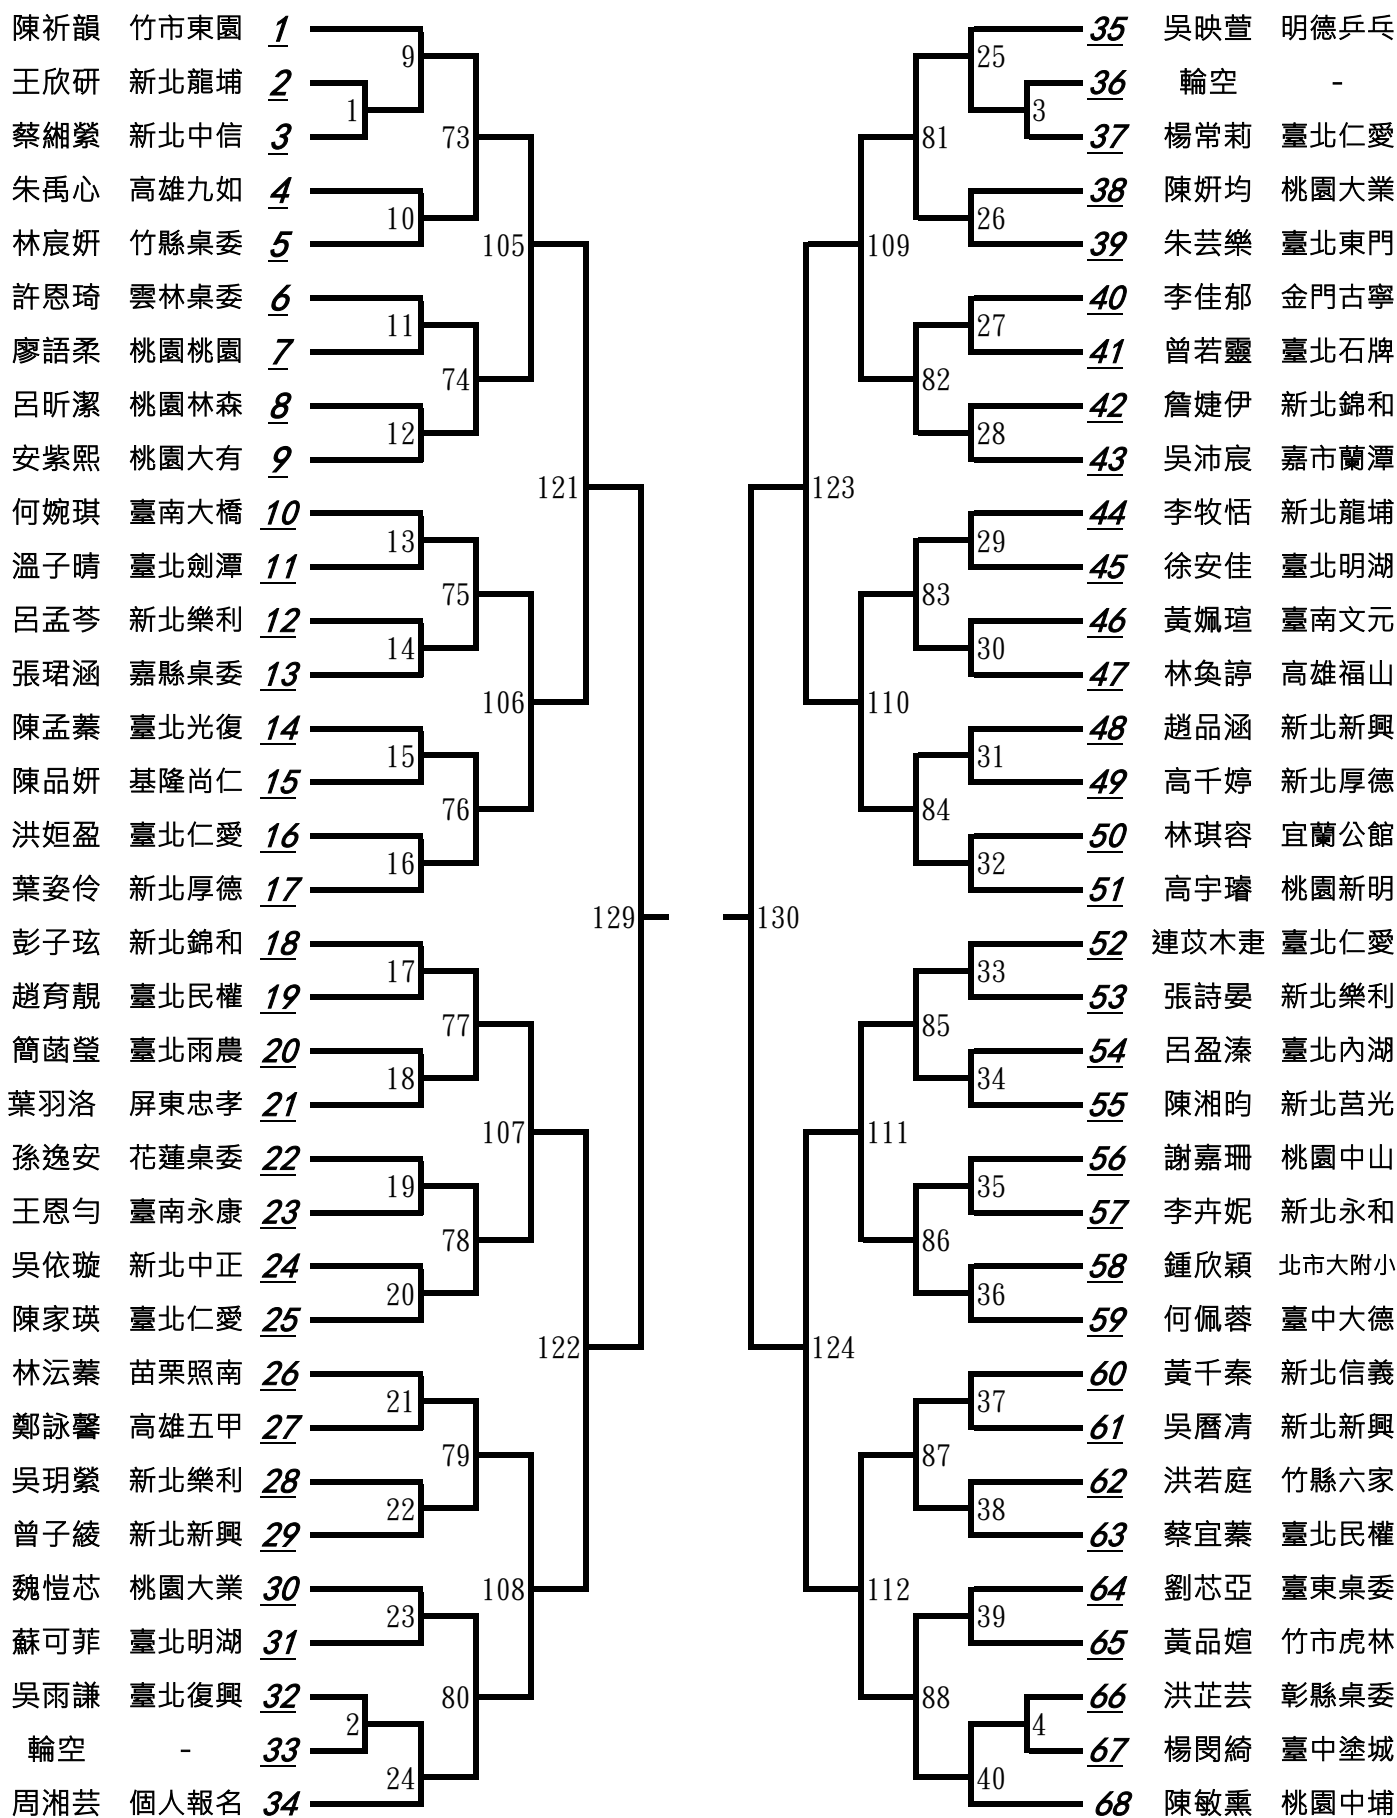 陳祈韻 竹市東園 1
王欣研 新北龍埔 2
蔡緗縈 新北中信 3
朱禹心 高雄九如 4
林宸妍 竹縣桌委 5
許恩琦 雲林桌委 6
廖語柔 桃園桃園 7
呂昕潔 桃園林森 8
安紫熙 桃園大有 9
何婉琪 臺南大橋 10
溫子晴 臺北劍潭 11
呂孟芩 新北樂利 12
張珺涵 嘉縣桌委 13
陳孟蓁 臺北光復 14
陳品妍 基隆尚仁 15
洪姮盈 臺北仁愛 16
葉姿伶 新北厚德 17
彭子玹 新北錦和 18
趙育靚 臺北民權 19
簡菡瑩 臺北雨農 20
葉羽洛 屏東忠孝 21
孫逸安 花蓮桌委 22
王恩勻 臺南永康 23
吳依璇 新北中正 24
陳家瑛 臺北仁愛 25
林沄蓁 苗栗照南 26
鄭詠馨 高雄五甲 27
吳玥縈 新北樂利 28
曾子綾 新北新興 29
魏愷芯 桃園大業 30
蘇可菲 臺北明湖 31
吳雨謙 臺北復興 32
輪空 - 33
周湘芸 個人報名 34
1
2
9
10
11
12
13
14
15
16
17
18
19
20
21
22
23
24
73
74
75
76
77
78
79
80
105
106
107
108
121
122
129
130
123
124
109
110
111
112
81
82
83
84
85
86
87
88
25
26
27
28
29
30
31
32
33
34
35
36
37
38
39
40
3
4
35 吳映萱 明德乒乓
36 輪空 -
37 楊常莉 臺北仁愛
38 陳妍均 桃園大業
39 朱芸樂 臺北東門
40 李佳郁 金門古寧
41 曾若靈 臺北石牌
42 詹婕伊 新北錦和
43 吳沛宸 嘉市蘭潭
44 李牧恬 新北龍埔
45 徐安佳 臺北明湖
46 黃姵瑄 臺南文元
47 林奐諄 高雄福山
48 趙品涵 新北新興
49 高千婷 新北厚德
50 林琪容 宜蘭公館
51 高宇璿 桃園新明
52 連苡木疌 臺北仁愛
53 張詩晏 新北樂利
54 呂盈溱 臺北內湖
55 陳湘昀 新北莒光
56 謝嘉珊 桃園中山
57 李卉妮 新北永和
58 鍾欣穎 北市大附小
59 何佩蓉 臺中大德
60 黃千秦 新北信義
61 吳曆凊 新北新興
62 洪若庭 竹縣六家
63 蔡宜蓁 臺北民權
64 劉芯亞 臺東桌委
65 黃品媗 竹市虎林
66 洪芷芸 彰縣桌委
67 楊閔綺 臺中塗城
68 陳敏熏 桃園中埔